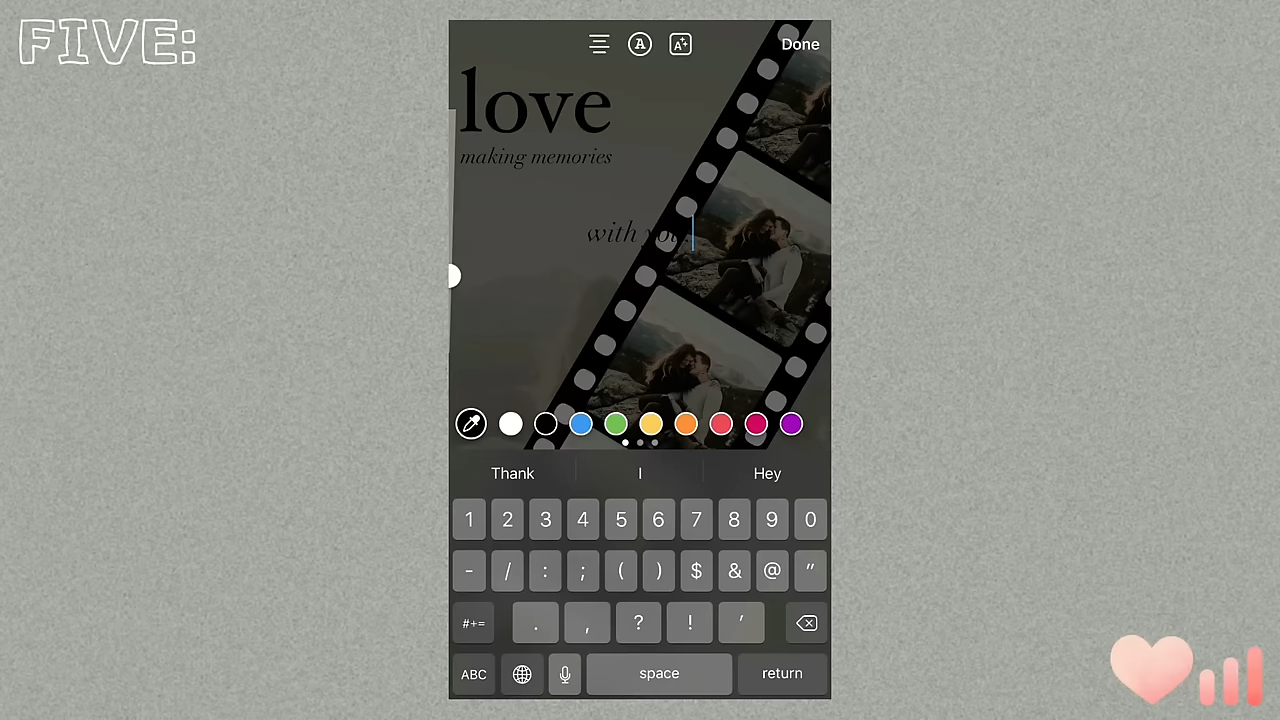 FIVE:
A A Done
love
making memories
with you.
Thank I Hey
1 2 3 4 5 6 7 8 9 0
- / : ; ( ) $ & @ "
#+= . , ? ! '
ABC space return